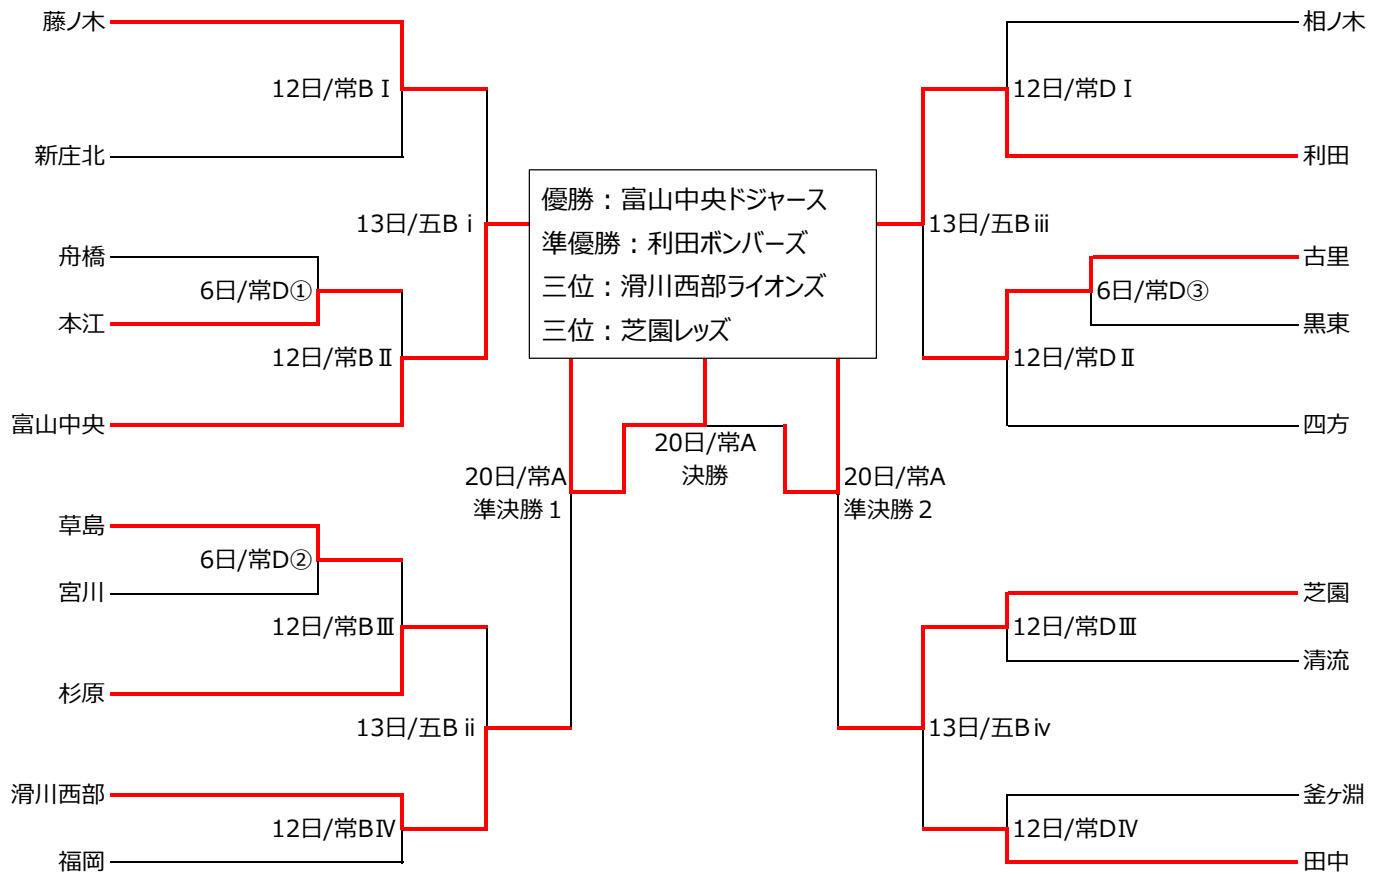 藤ノ木
相ノ木
12日/常BⅠ
12日/常DⅠ
新庄北
利田
優勝：富山中央ドジャース
準優勝：利田ボンバーズ
三位：滑川西部ライオンズ
三位：芝園レッズ
13日/五Bⅰ
13日/五Bⅲ
舟橋
古里
6日/常D①
6日/常D③
本江
黒東
12日/常BⅡ
12日/常DⅡ
富山中央
四方
20日/常A
決勝
20日/常A
準決勝１
20日/常A
準決勝２
草島
6日/常D②
宮川
芝園
12日/常BⅢ
12日/常DⅢ
清流
杉原
13日/五Bⅱ
13日/五Bⅳ
滑川西部
釜ヶ淵
12日/常BⅣ
12日/常DⅣ
福岡
田中